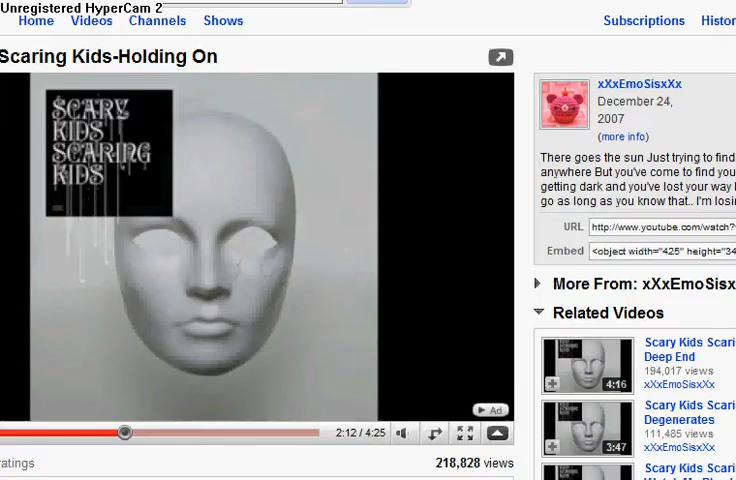 Unregistered HyperCam 2
Home Videos Channels Shows
Subscriptions Histor
Scaring Kids-Holding On
SCARY
KIDS
SCARING
KIDS
Ad
2:12 / 4:25
ratings
218,828 views
xXxEmoSisxXx
December 24,
2007
(more info)
There goes the sun Just trying to find
anywhere But you've come to find you
getting dark and you've lost your way
go as long as you know that.. I'm losi
URL http://www.youtube.com/watch?
Embed <object width="425" height="34
More From: xXxEmoSisx
Related Videos
4:16
Scary Kids Scari
Deep End
194,017 views
xXxEmoSisxXx
3:47
Scary Kids Scari
Degenerates
111,485 views
xXxEmoSisxXx
Scary Kids Scari